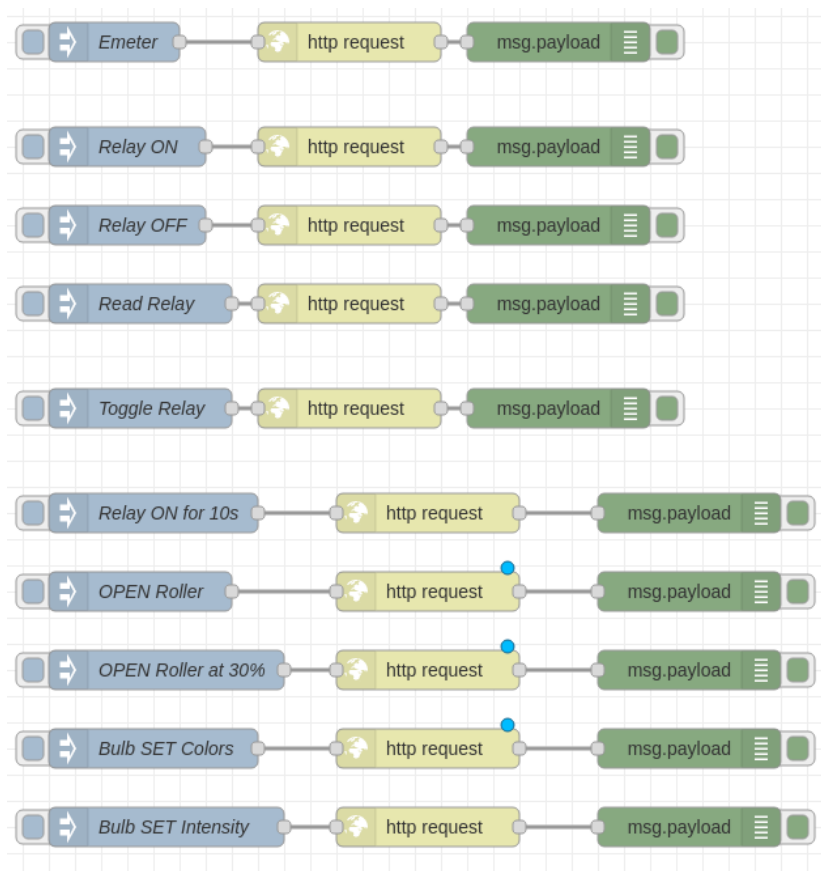 Emeter http request msg.payload
Relay ON http request msg.payload
Relay OFF http request msg.payload
Read Relay http request msg.payload
Toggle Relay http request msg.payload
Relay ON for 10s http request msg.payload
OPEN Roller http request msg.payload
OPEN Roller at 30% http request msg.payload
Bulb SET Colors http request msg.payload
Bulb SET Intensity http request msg.payload